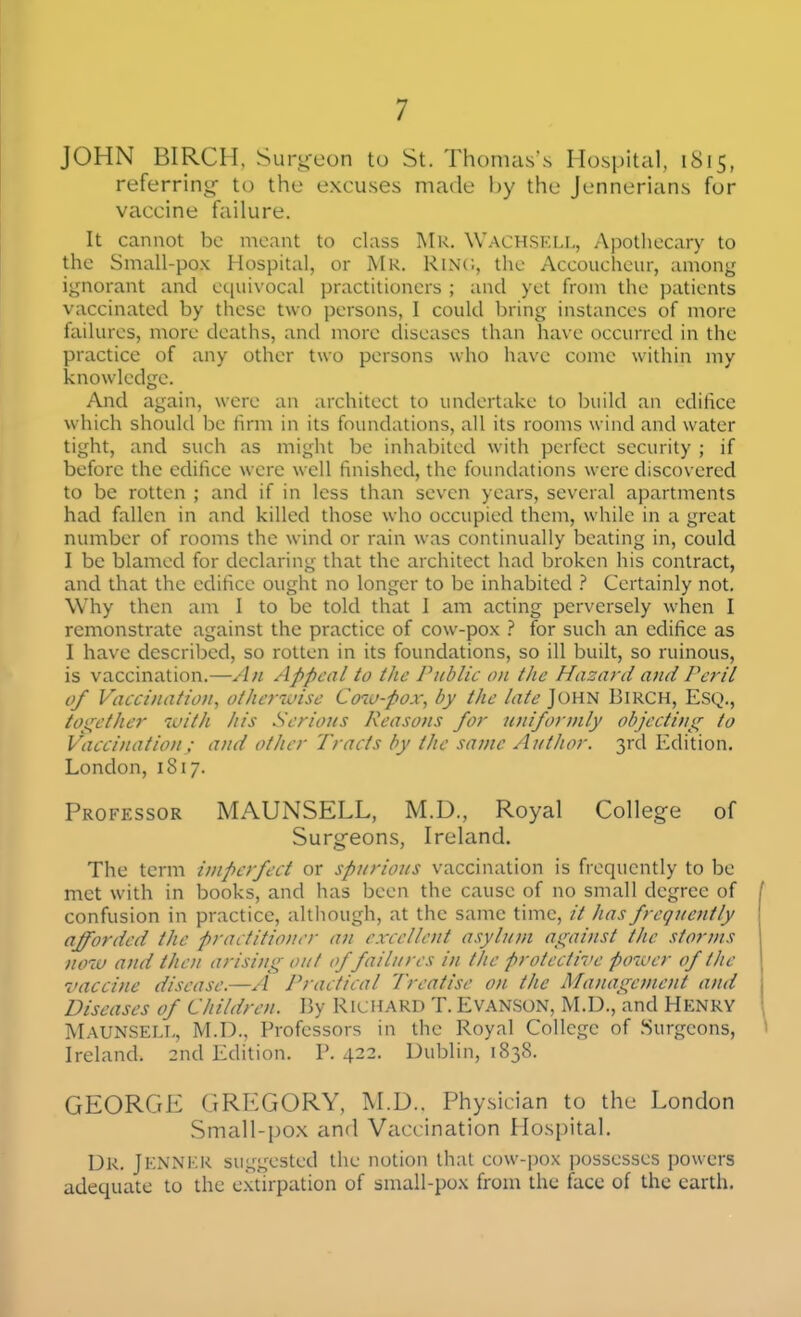 7
JOHN BIRCH, Surgeon to St. Thomas's Hospital, 1815,
referring to the excuses made by the Jennerians for
vaccine failure.
It cannot be meant to class MR. WACHSELL, Apothecary to
the Small-pox Hospital, or MR. RING, the Accoucheur, among
ignorant and equivocal practitioners ; and yet from the patients
vaccinated by these two persons, I could bring instances of more
failures, more deaths, and more diseases than have occurred in the
practice of any other two persons who have come within my
knowledge.
And again, were an architect to undertake to build an edifice
which should be firm in its foundations, all its rooms wind and water
tight, and such as might be inhabited with perfect security ; if
before the edifice were well finished, the foundations were discovered
to be rotten ; and if in less than seven years, several apartments
had fallen in and killed those who occupied them, while in a great
number of rooms the wind or rain was continually beating in, could
I be blamed for declaring that the architect had broken his contract,
and that the edifice ought no longer to be inhabited ? Certainly not.
Why then am I to be told that I am acting perversely when I
remonstrate against the practice of cow-pox ? for such an edifice as
I have described, so rotten in its foundations, so ill built, so ruinous,
is vaccination.—An Appeal to the Public on the Hazard and Peril
of Vaccination, otherwise Cow-pox, by the late JOHN BIRCH, ESQ.,
together with his Serious Reasons for uniformly objecting to
Vaccination ; and other Tracts by the same Author. 3rd Edition.
London, 1817.
PROFESSOR MAUNSELL, M.D., Royal College of
Surgeons, Ireland.
The term imperfect or spurious vaccination is frequently to be
met with in books, and has been the cause of no small degree of
confusion in practice, although, at the same time, it has frequently
afforded the practitioner an excellent asylum against the storms
now and then arising out of failures in the protective power of the
vaccine disease.—A Practical Treatise on the Management and
Diseases of Children. By RICHARD T. EVANSON, M.D., and HENRY
MAUNSELL, M.D., Professors in the Royal College of Surgeons,
Ireland. 2nd Edition. P. 422. Dublin, 1838.
GEORGE GREGORY, M.D., Physician to the London
Small-pox and Vaccination Hospital.
DR. JENNER suggested the notion that cow-pox possesses powers
adequate to the extirpation of small-pox from the face of the earth.